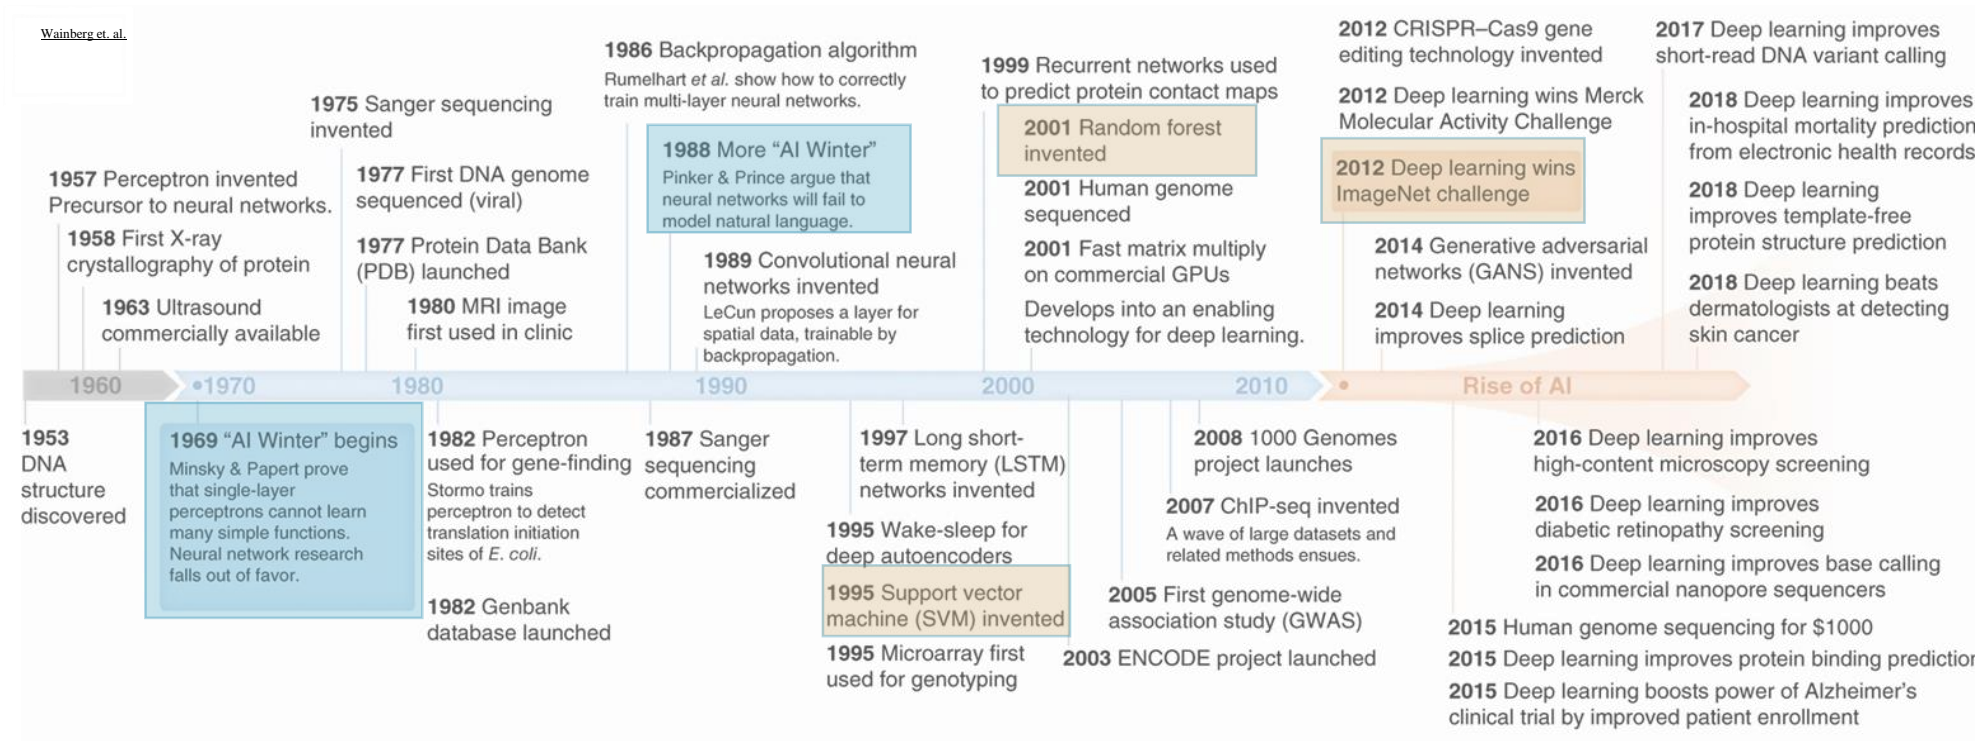 Wainberg et. al.
1957 Perceptron invented
Precursor to neural networks.
1958 First X-ray
crystallography of protein
1963 Ultrasound
commercially available
1975 Sanger sequencing
invented
1977 First DNA genome
sequenced (viral)
1977 Protein Data Bank
(PDB) launched
1980 MRI image
first used in clinic
1986 Backpropagation algorithm
Rumelhart et al. show how to correctly
train multi-layer neural networks.
1988 More “AI Winter”
Pinker & Prince argue that
neural networks will fail to
model natural language.
1989 Convolutional neural
networks invented
LeCun proposes a layer for
spatial data, trainable by
backpropagation.
1999 Recurrent networks used
to predict protein contact maps
2001 Random forest
invented
2001 Human genome
sequenced
2001 Fast matrix multiply
on commercial GPUs
Develops into an enabling
technology for deep learning.
2012 CRISPR–Cas9 gene
editing technology invented
2012 Deep learning wins Merck
Molecular Activity Challenge
2012 Deep learning wins
ImageNet challenge
2014 Generative adversarial
networks (GANS) invented
2014 Deep learning
improves splice prediction
2017 Deep learning improves
short-read DNA variant calling
2018 Deep learning improves
in-hospital mortality prediction
from electronic health records
2018 Deep learning
improves template-free
protein structure prediction
2018 Deep learning beats
dermatologists at detecting
skin cancer
1960 •1970 1980 1990 2000 2010 • Rise of AI
1953
DNA
structure
discovered
1969 “AI Winter” begins
Minsky & Papert prove
that single-layer
perceptrons cannot learn
many simple functions.
Neural network research
falls out of favor.
1982 Perceptron
used for gene-finding
Stormo trains
perceptron to detect
translation initiation
sites of E. coli.
1982 Genbank
database launched
1987 Sanger
sequencing
commercialized
1997 Long short-
term memory (LSTM)
networks invented
1995 Wake-sleep for
deep autoencoders
1995 Support vector
machine (SVM) invented
1995 Microarray first
used for genotyping
2008 1000 Genomes
project launches
2007 ChIP-seq invented
A wave of large datasets and
related methods ensues.
2005 First genome-wide
association study (GWAS)
2003 ENCODE project launched
2016 Deep learning improves
high-content microscopy screening
2016 Deep learning improves
diabetic retinopathy screening
2016 Deep learning improves base calling
in commercial nanopore sequencers
2015 Human genome sequencing for $1000
2015 Deep learning improves protein binding prediction
2015 Deep learning boosts power of Alzheimer’s
clinical trial by improved patient enrollment